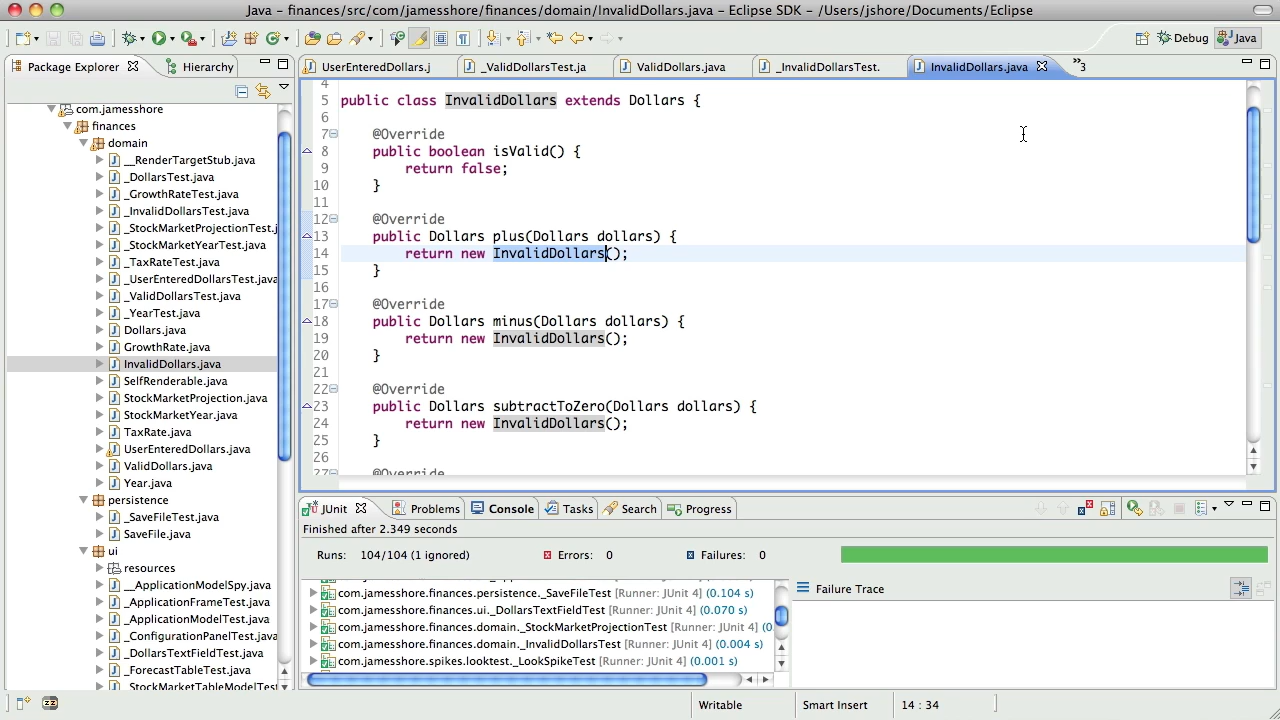 Java – finances/src/com/jamesshore/finances/domain/InvalidDollars.java – Eclipse SDK – /Users/jshore/Documents/Eclipse
Debug
Java
Package Explorer
Hierarchy
UserEnteredDollars.j
_ValidDollarsTest.ja
ValidDollars.java
_InvalidDollarsTest.
InvalidDollars.java
»3
com.jamesshore
finances
domain
__RenderTargetStub.java
_DollarsTest.java
_GrowthRateTest.java
_InvalidDollarsTest.java
_StockMarketProjectionTest.j
_StockMarketYearTest.java
_TaxRateTest.java
_UserEnteredDollarsTest.java
_ValidDollarsTest.java
_YearTest.java
Dollars.java
GrowthRate.java
InvalidDollars.java
SelfRenderable.java
StockMarketProjection.java
StockMarketYear.java
TaxRate.java
UserEnteredDollars.java
ValidDollars.java
Year.java
persistence
_SaveFileTest.java
SaveFile.java
ui
resources
__ApplicationModelSpy.java
_ApplicationFrameTest.java
_ApplicationModelTest.java
_ConfigurationPanelTest.java
_DollarsTextFieldTest.java
_ForecastTableTest.java
_StockMarketTableModelTest
4
5 public class InvalidDollars extends Dollars {
6
7 @Override
8 public boolean isValid() {
9 return false;
10 }
11
12 @Override
13 public Dollars plus(Dollars dollars) {
14 return new InvalidDollars();
15 }
16
17 @Override
18 public Dollars minus(Dollars dollars) {
19 return new InvalidDollars();
20 }
21
22 @Override
23 public Dollars subtractToZero(Dollars dollars) {
24 return new InvalidDollars();
25 }
26
27 @Override
JUnit
Problems
Console
Tasks
Search
Progress
Finished after 2.349 seconds
Runs: 104/104 (1 ignored)
Errors: 0
Failures: 0
com.jamesshore.finances.persistence._SaveFileTest [Runner: JUnit 4] (0.104 s)
com.jamesshore.finances.ui._DollarsTextFieldTest [Runner: JUnit 4] (0.070 s)
com.jamesshore.finances.domain._StockMarketProjectionTest [Runner: JUnit 4] (0
com.jamesshore.finances.domain._InvalidDollarsTest [Runner: JUnit 4] (0.004 s)
com.jamesshore.spikes.looktest._LookSpikeTest [Runner: JUnit 4] (0.001 s)
Failure Trace
Writable
Smart Insert
14 : 34